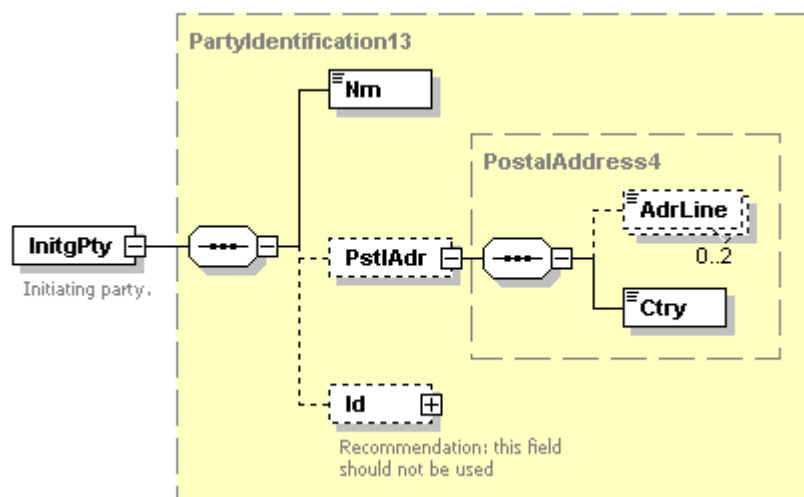 PartyIdentification13
Nm
PostalAddress4
AdrLine
0..2
InitgPty
Initiating party.
PstlAdr
Ctry
Id
Recommendation: this field
should not be used